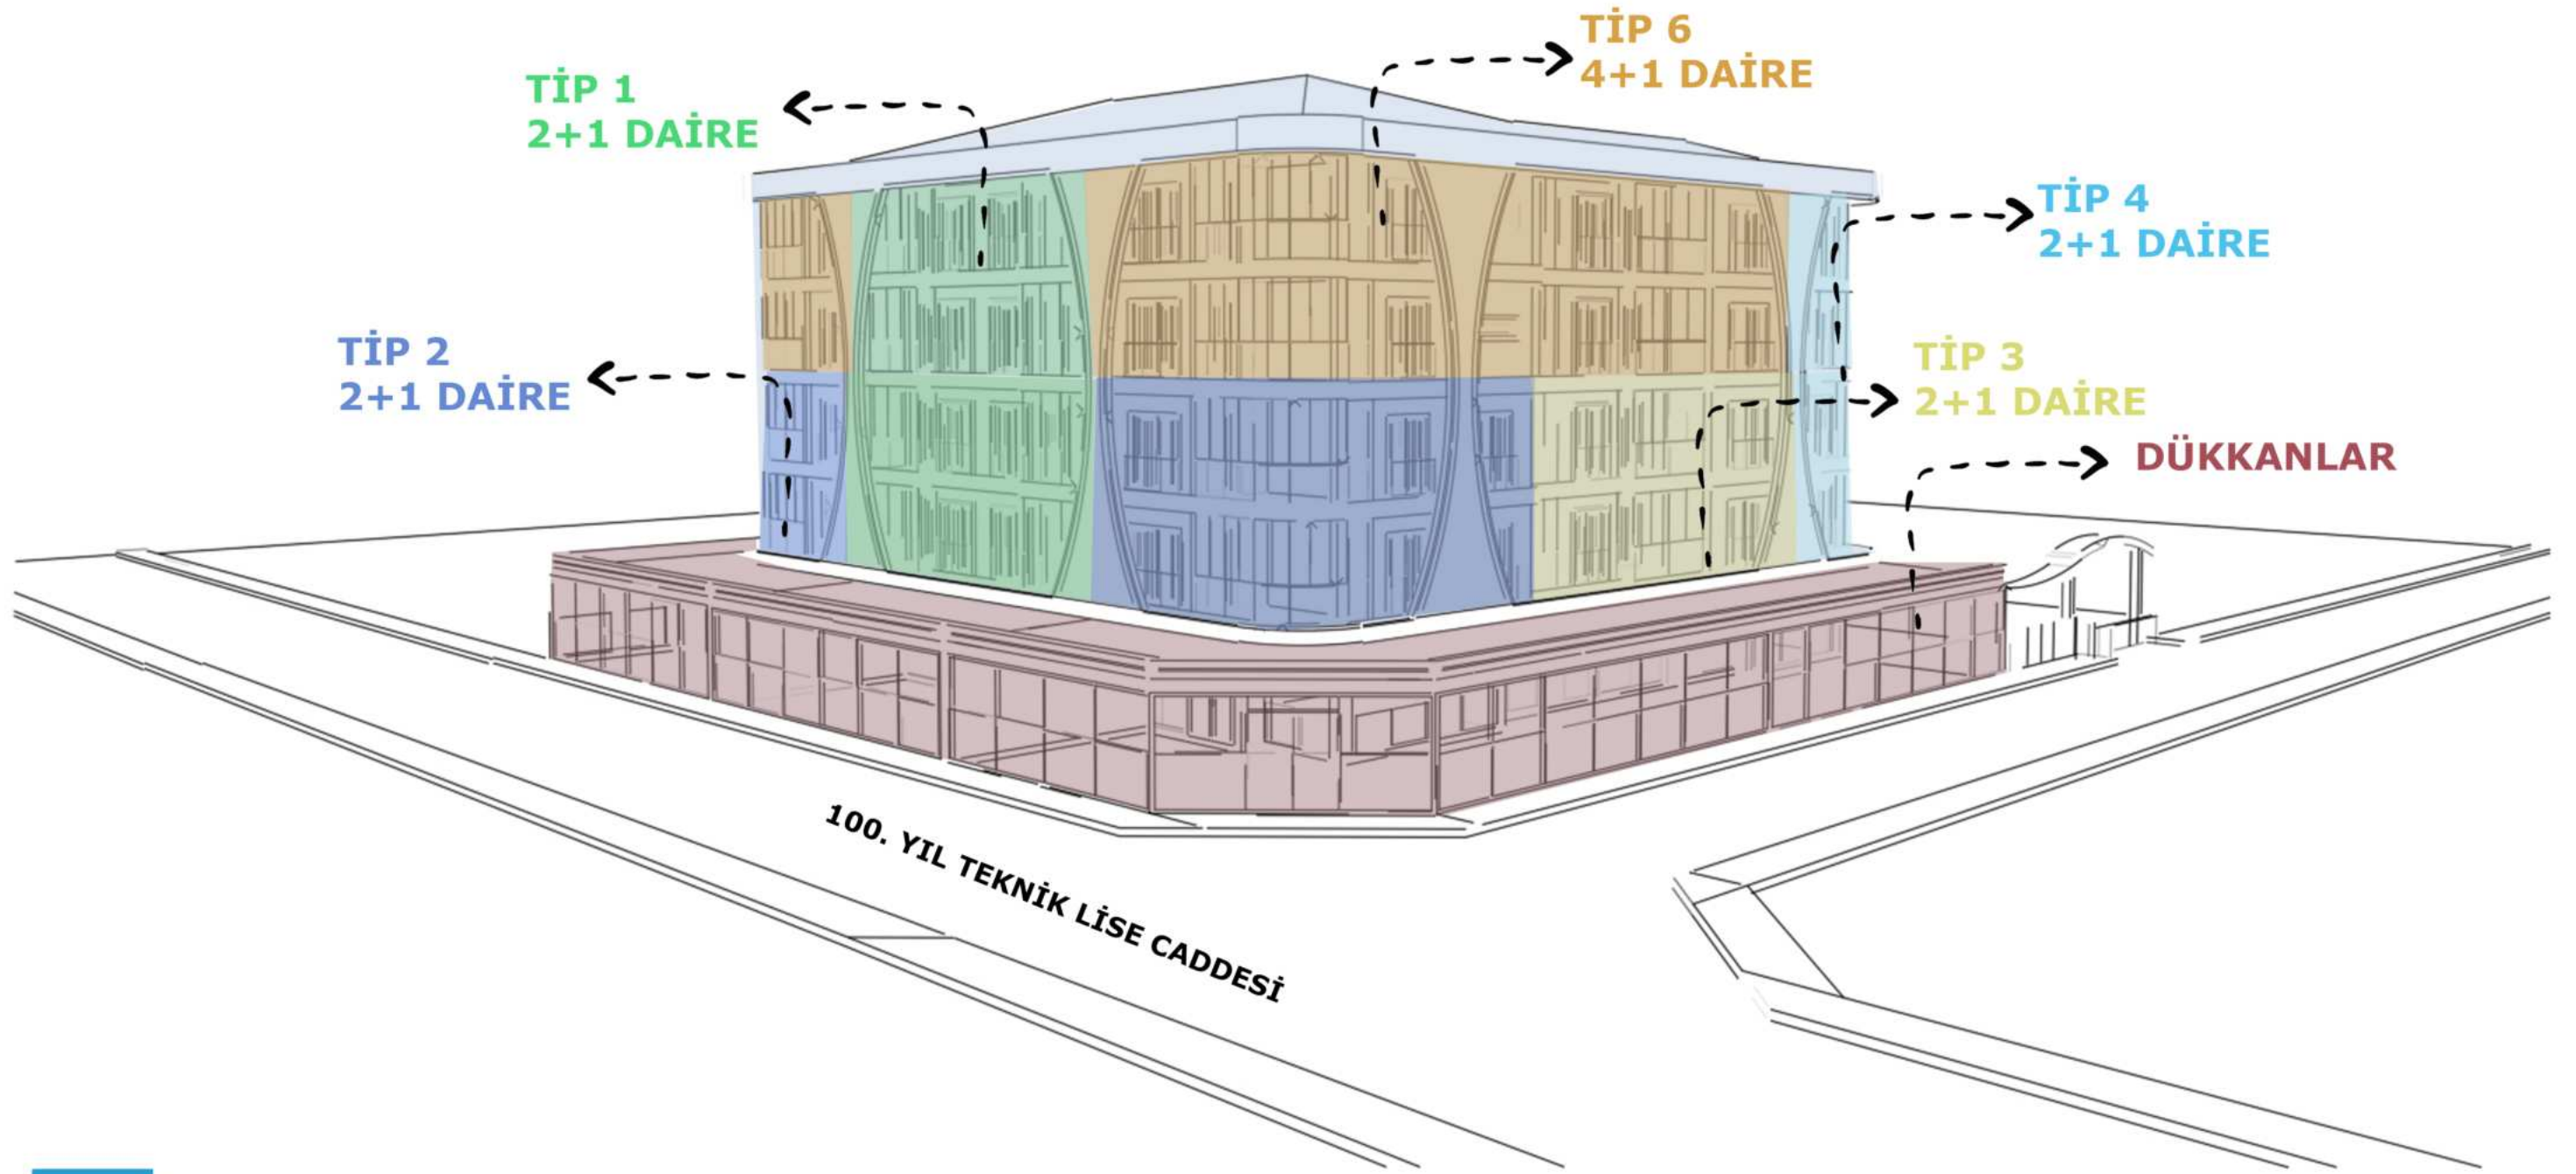 TİP 6
4+1 DAİRE
TİP 1
2+1 DAİRE
TİP 4
2+1 DAİRE
TİP 2
2+1 DAİRE
TİP 3
2+1 DAİRE
DÜKKANLAR
100. YIL TEKNİK LİSE CADDESİ